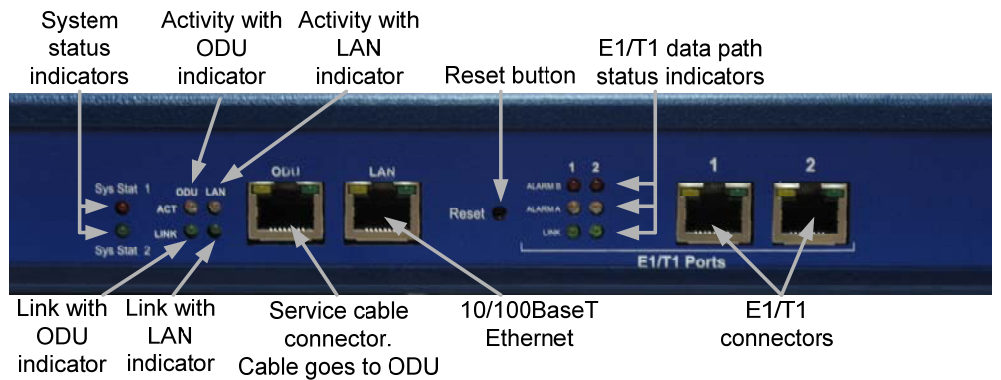 System
status
indicators
Activity with
ODU
indicator
Activity with
LAN
indicator
Reset button
E1/T1 data path
status indicators
Sys Stat 1
ODU LAN
ACT
LINK
Sys Stat 2
ODU
LAN
Reset
1 2
ALARM B
ALARM A
LINK
1
2
E1/T1 Ports
Link with
ODU
indicator
Link with
LAN
indicator
Service cable
connector.
Cable goes to ODU
10/100BaseT
Ethernet
E1/T1
connectors